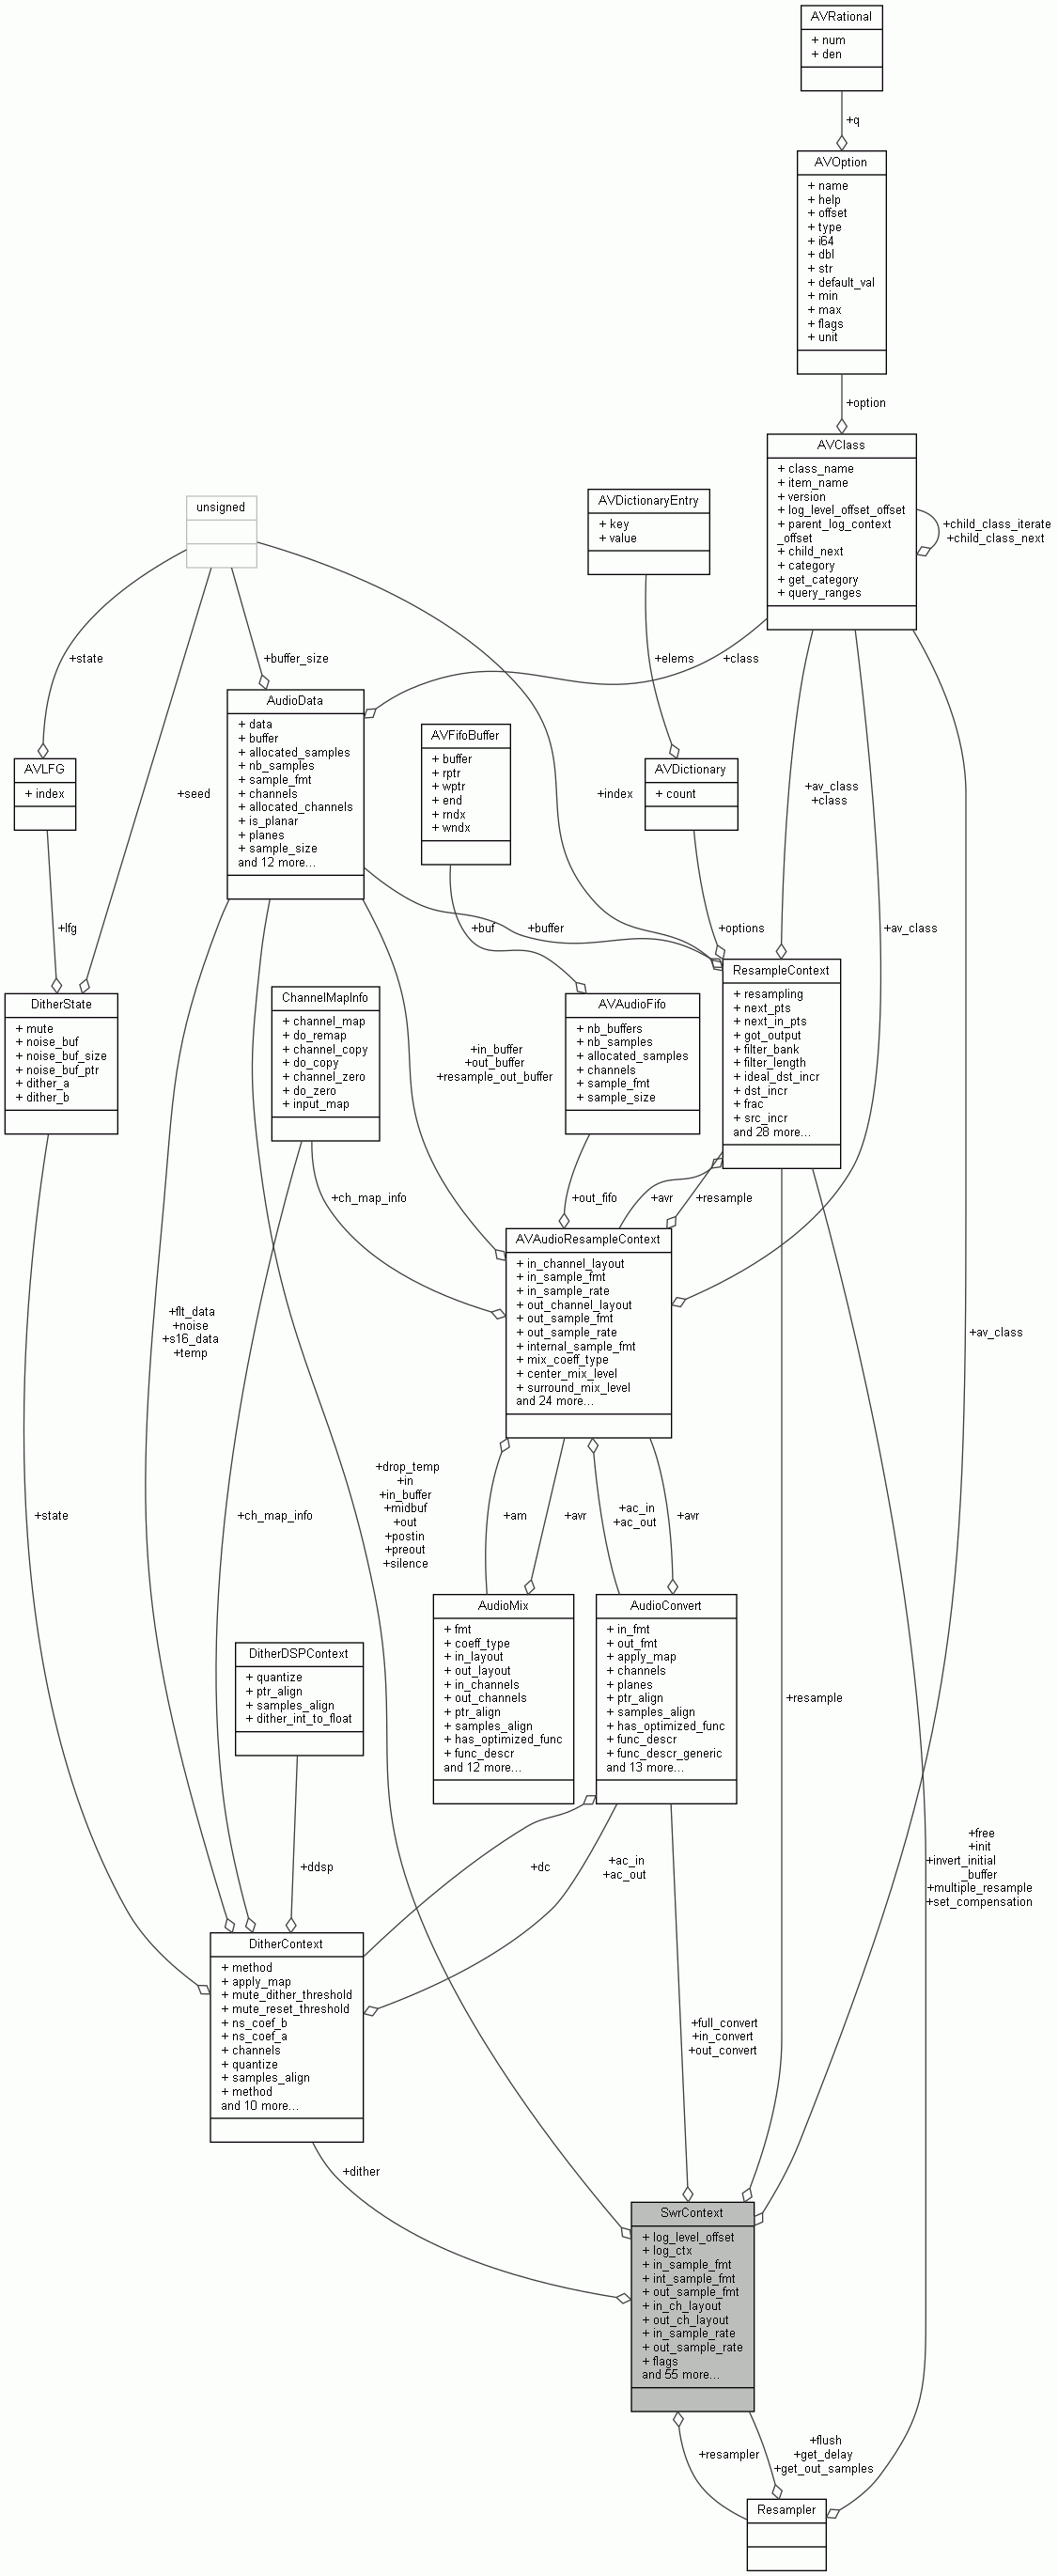 AVRational
+ num
+ den
+q
AVOption
+ name
+ help
+ offset
+ type
+ i64
+ dbl
+ str
+ default_val
+ min
+ max
+ flags
+ unit
+option
AVClass
+ class_name
+ item_name
+ version
+ log_level_offset_offset
+ parent_log_context
_offset
+ child_next
+ category
+ get_category
+ query_ranges
+child_class_iterate
+child_class_next
unsigned
AVDictionaryEntry
+ key
+ value
+state
+buffer_size
+elems
+class
AudioData
+ data
+ buffer
+ allocated_samples
+ nb_samples
+ sample_fmt
+ channels
+ allocated_channels
+ is_planar
+ planes
+ sample_size
and 12 more...
AVFifoBuffer
+ buffer
+ rptr
+ wptr
+ end
+ rndx
+ wndx
AVLFG
+ index
+seed
+index
AVDictionary
+ count
+av_class
+class
+lfg
+buf
+buffer
+options
+av_class
DitherState
+ mute
+ noise_buf
+ noise_buf_size
+ noise_buf_ptr
+ dither_a
+ dither_b
ChannelMapInfo
+ channel_map
+ do_remap
+ channel_copy
+ do_copy
+ channel_zero
+ do_zero
+ input_map
+in_buffer
+out_buffer
+resample_out_buffer
AVAudioFifo
+ nb_buffers
+ nb_samples
+ allocated_samples
+ channels
+ sample_fmt
+ sample_size
ResampleContext
+ resampling
+ next_pts
+ next_in_pts
+ got_output
+ filter_bank
+ filter_length
+ ideal_dst_incr
+ dst_incr
+ frac
+ src_incr
and 28 more...
+ch_map_info
+out_fifo
+avr
+resample
AVAudioResampleContext
+ in_channel_layout
+ in_sample_fmt
+ in_sample_rate
+ out_channel_layout
+ out_sample_fmt
+ out_sample_rate
+ internal_sample_fmt
+ mix_coeff_type
+ center_mix_level
+ surround_mix_level
and 24 more...
+flt_data
+noise
+s16_data
+temp
+av_class
+state
+ch_map_info
+drop_temp
+in
+in_buffer
+midbuf
+out
+postin
+preout
+silence
+am
+avr
+ac_in
+ac_out
+avr
AudioMix
+ fmt
+ coeff_type
+ in_layout
+ out_layout
+ in_channels
+ out_channels
+ ptr_align
+ samples_align
+ has_optimized_func
+ func_descr
and 12 more...
AudioConvert
+ in_fmt
+ out_fmt
+ apply_map
+ channels
+ planes
+ ptr_align
+ samples_align
+ has_optimized_func
+ func_descr
+ func_descr_generic
and 13 more...
DitherDSPContext
+ quantize
+ ptr_align
+ samples_align
+ dither_int_to_float
+resample
+ddsp
+dc
+ac_in
+ac_out
+free
+init
+invert_initial
_buffer
+multiple_resample
+set_compensation
DitherContext
+ method
+ apply_map
+ mute_dither_threshold
+ mute_reset_threshold
+ ns_coef_b
+ ns_coef_a
+ channels
+ quantize
+ samples_align
+ method
and 10 more...
+full_convert
+in_convert
+out_convert
+dither
SwrContext
+ log_level_offset
+ log_ctx
+ in_sample_fmt
+ int_sample_fmt
+ out_sample_fmt
+ in_ch_layout
+ out_ch_layout
+ in_sample_rate
+ out_sample_rate
+ flags
and 55 more...
+resampler
+flush
+get_delay
+get_out_samples
Resampler